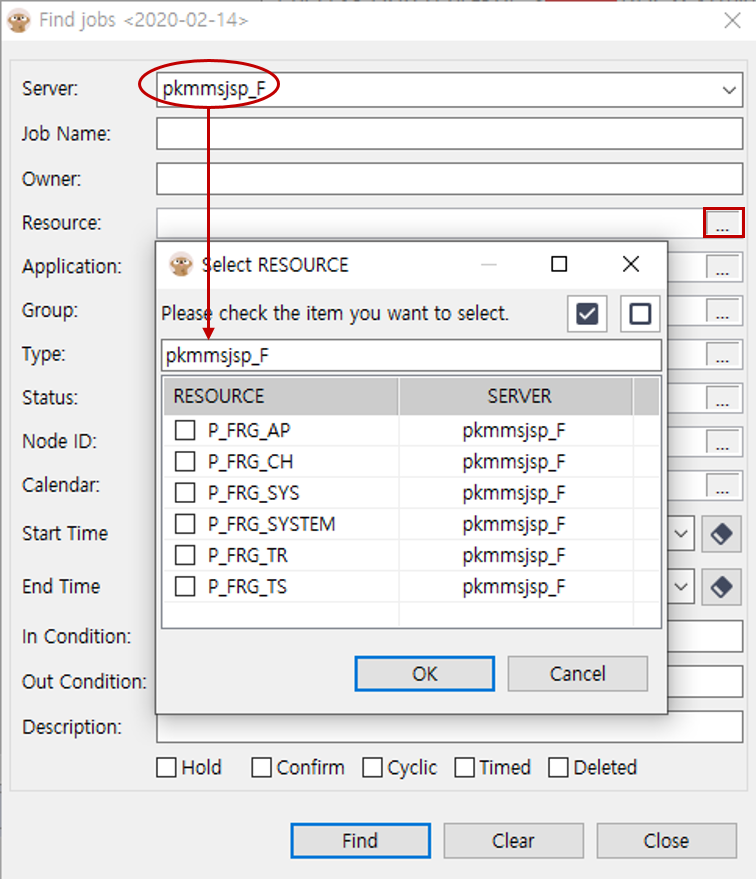 Find jobs <2020-02-14>
Server: pkmmsjsp_F
Job Name:
Owner:
Resource: ...
Select RESOURCE
Please check the item you want to select.
pkmmsjsp_F
RESOURCE SERVER
P_FRG_AP pkmmsjsp_F
P_FRG_CH pkmmsjsp_F
P_FRG_SYS pkmmsjsp_F
P_FRG_SYSTEM pkmmsjsp_F
P_FRG_TR pkmmsjsp_F
P_FRG_TS pkmmsjsp_F
OK Cancel
Application: ...
Group: ...
Type: ...
Status: ...
Node ID: ...
Calendar: ...
Start Time
End Time
In Condition:
Out Condition:
Description:
Hold Confirm Cyclic Timed Deleted
Find Clear Close